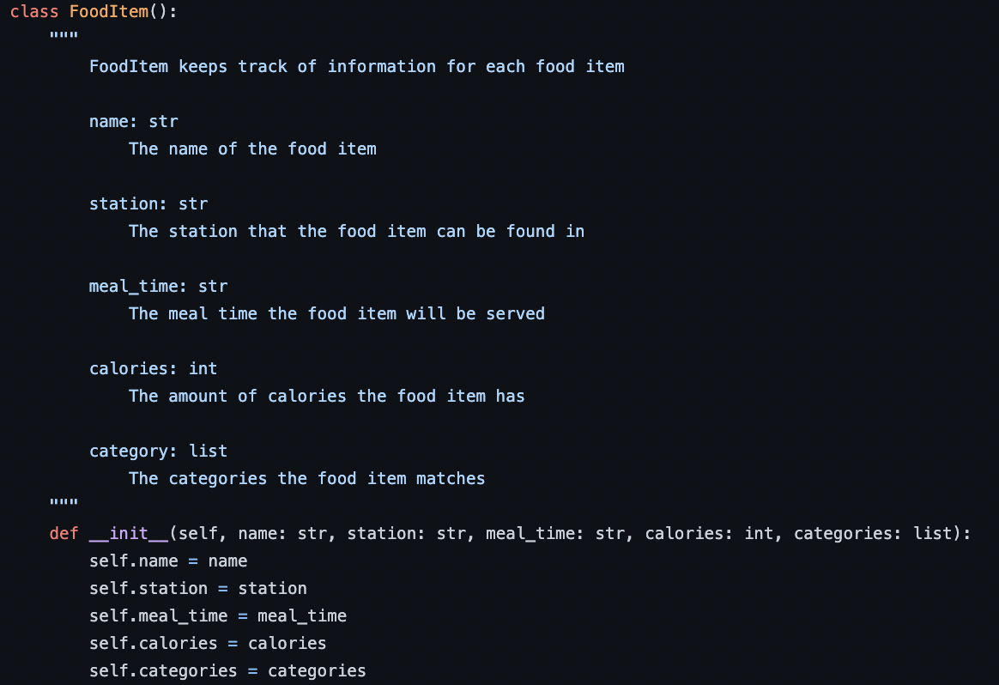 class FoodItem():
    """
        FoodItem keeps track of information for each food item

        name: str
            The name of the food item

        station: str
            The station that the food item can be found in

        meal_time: str
            The meal time the food item will be served

        calories: int
            The amount of calories the food item has

        category: list
            The categories the food item matches
    """
    def __init__(self, name: str, station: str, meal_time: str, calories: int, categories: list):
        self.name = name
        self.station = station
        self.meal_time = meal_time
        self.calories = calories
        self.categories = categories